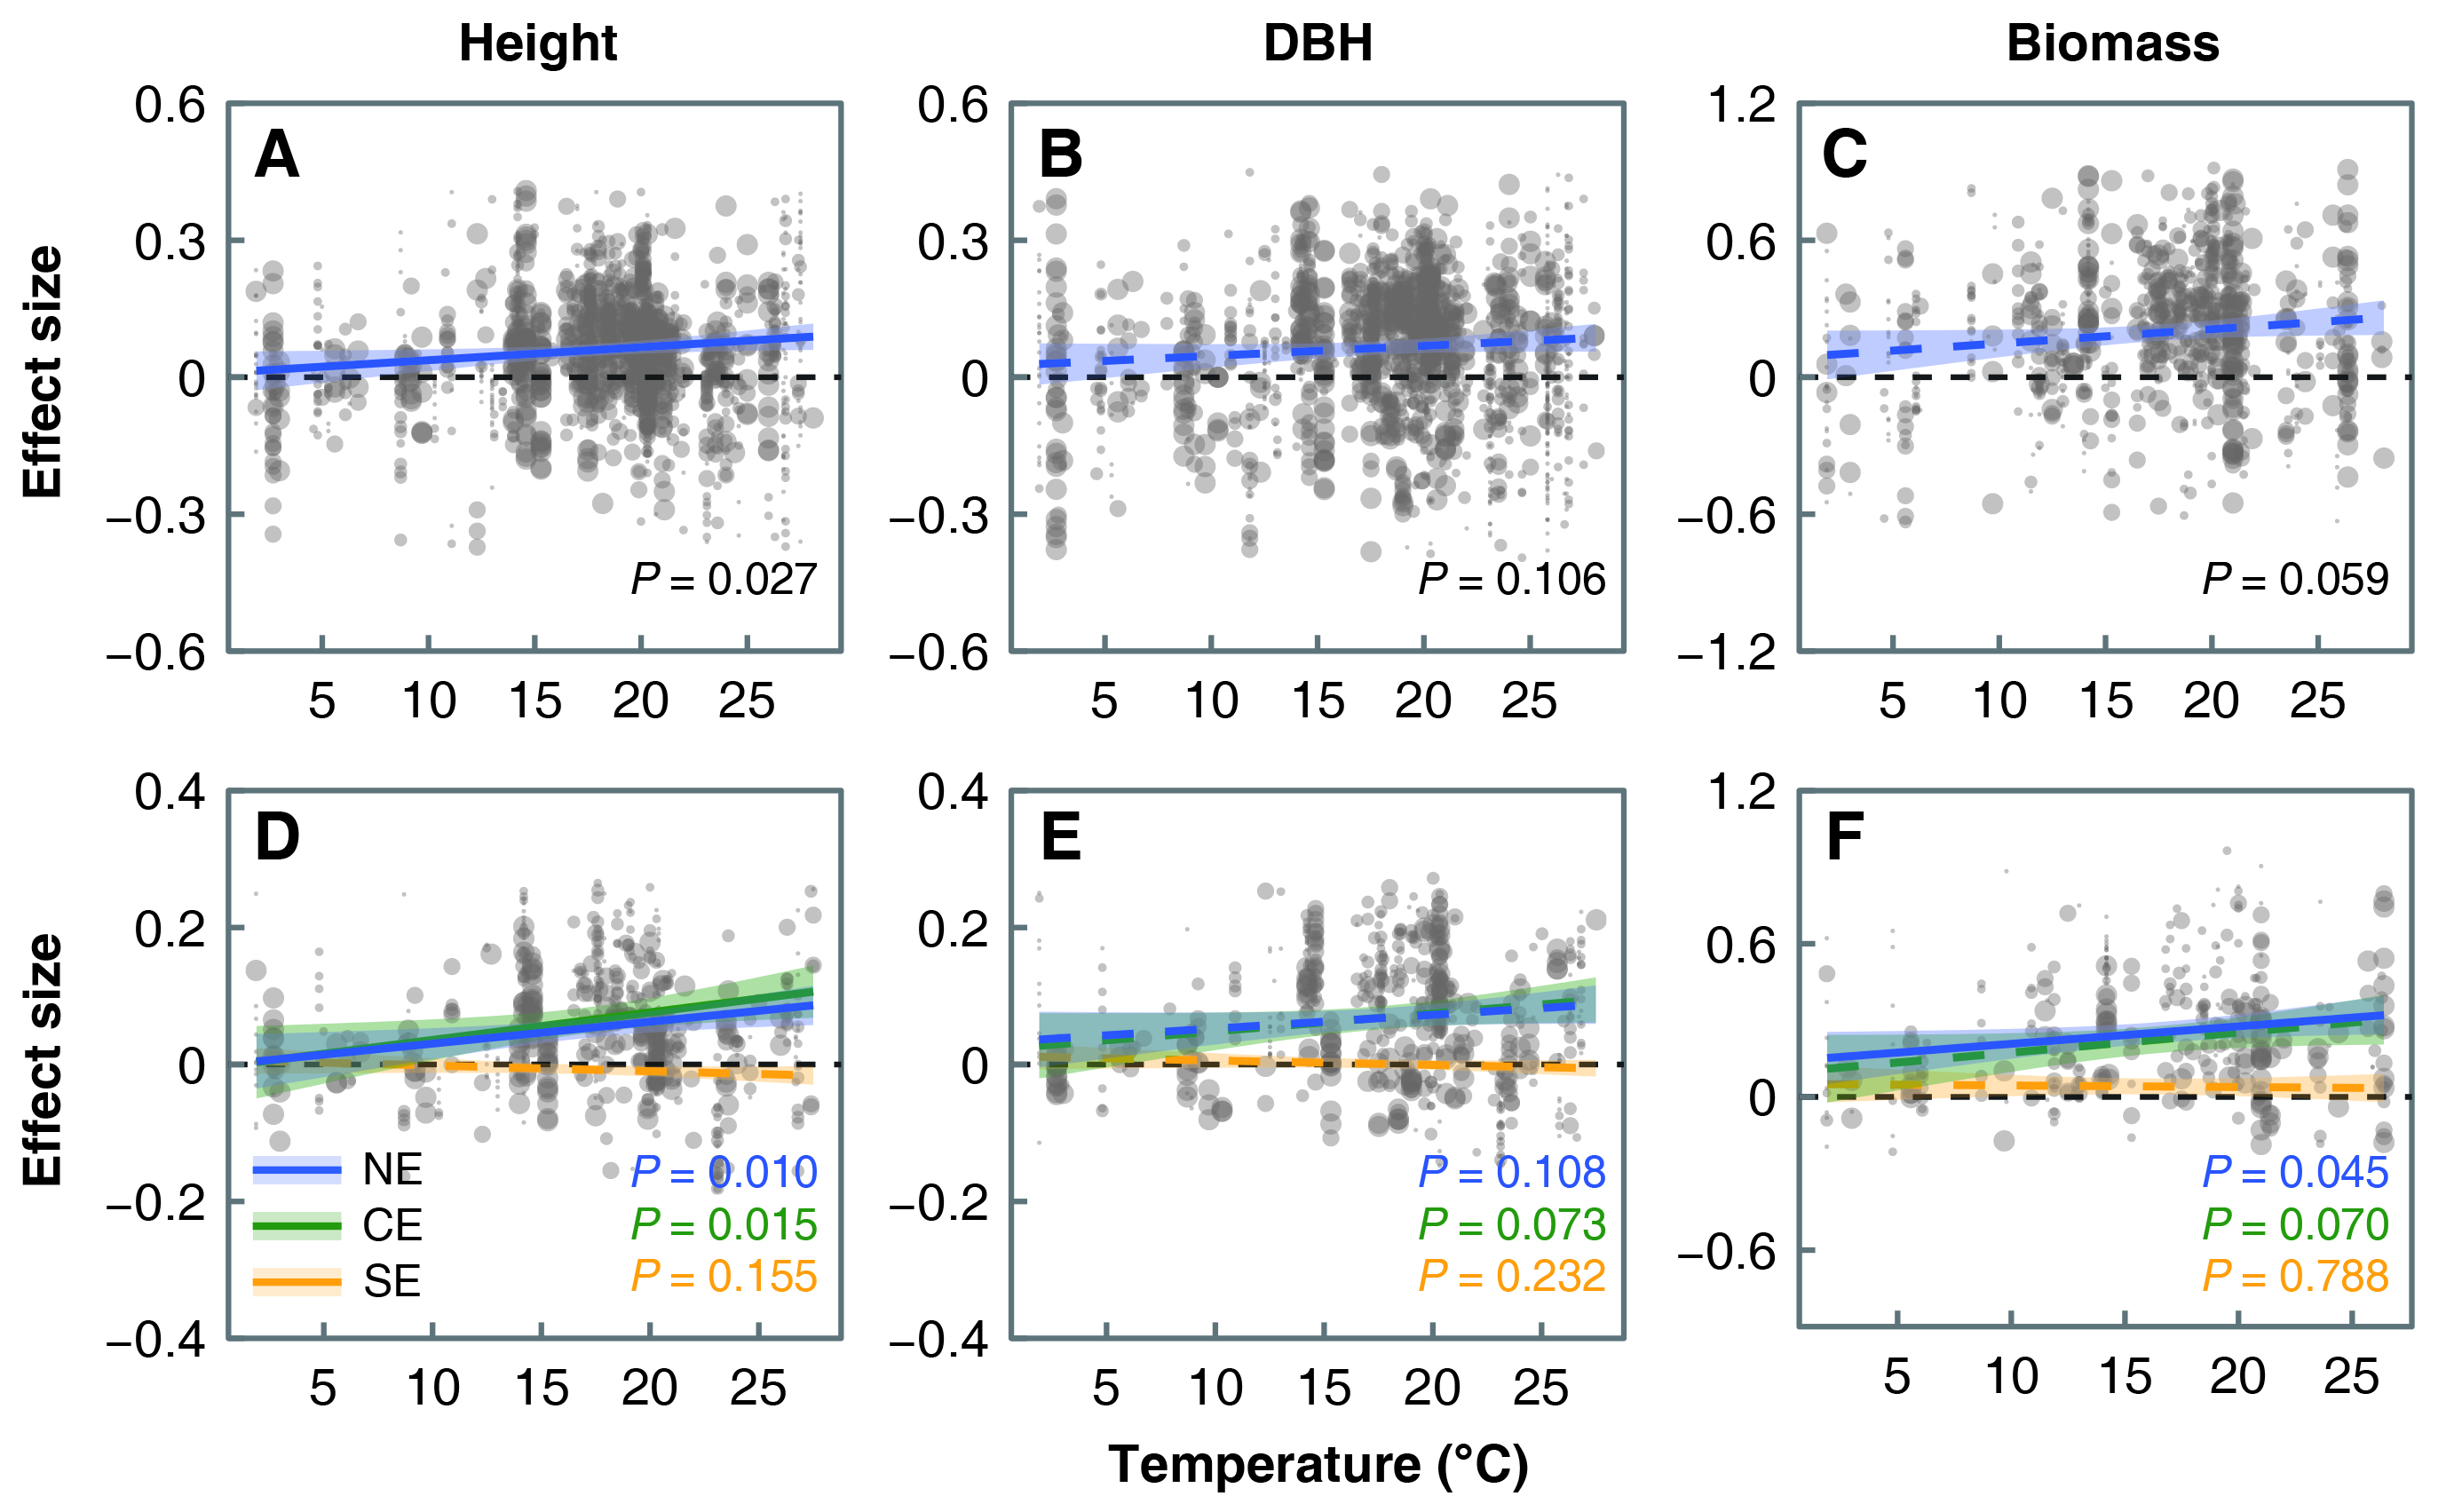 Height DBH Biomass
Effect size
A
0.6
0.3
0
−0.3
−0.6
5 10 15 20 25
P = 0.027
B
0.6
0.3
0
−0.3
−0.6
5 10 15 20 25
P = 0.106
C
1.2
0.6
0
−0.6
−1.2
5 10 15 20 25
P = 0.059
Effect size
D
0.4
0.2
0
−0.2
−0.4
5 10 15 20 25
NE
CE
SE
P = 0.010
P = 0.015
P = 0.155
E
0.4
0.2
0
−0.2
−0.4
5 10 15 20 25
P = 0.108
P = 0.073
P = 0.232
F
1.2
0.6
0
−0.6
5 10 15 20 25
P = 0.045
P = 0.070
P = 0.788
Temperature (°C)